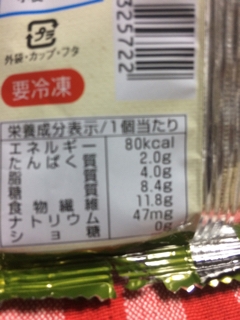 プラ
外袋・カップ・フタ
要冷凍
325722
栄養成分表示/1個当たり
エネルギー 80kcal
たんぱく質 2.0g
脂質 4.0g
糖質 8.4g
食物繊維 11.8g
ナトリウム 47mg
ショ糖 0g